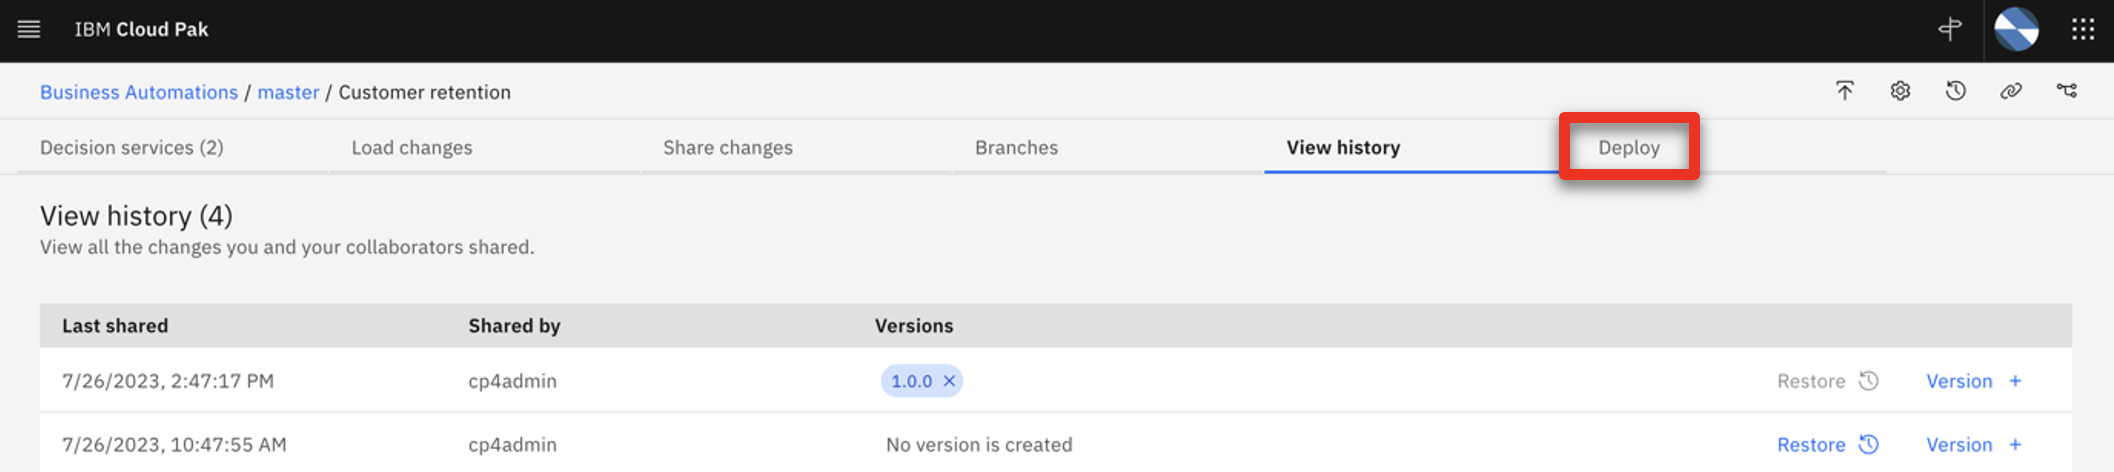 IBM Cloud Pak
Business Automations / master / Customer retention
Decision services (2) Load changes Share changes Branches View history Deploy
View history (4)
View all the changes you and your collaborators shared.
Last shared Shared by Versions
7/26/2023, 2:47:17 PM cp4admin 1.0.0 × Restore Version +
7/26/2023, 10:47:55 AM cp4admin No version is created Restore Version +